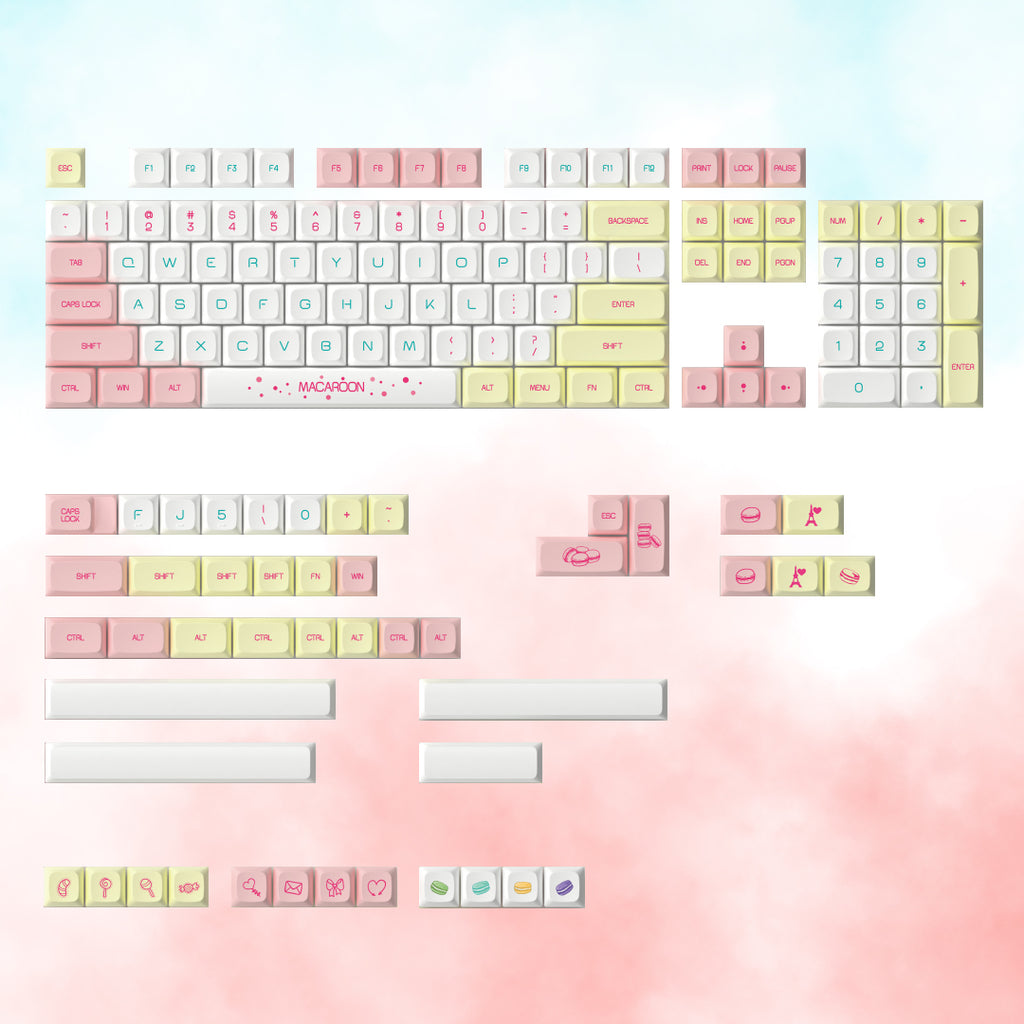 ESC F1 F2 F3 F4 F5 F6 F7 F8 F9 F10 F11 F12 PRINT LOCK PAUSE
~ ! @ # $ % ^ & * ( ) _ +
` 1 2 3 4 5 6 7 8 9 0 - = BACKSPACE INS HOME PGUP NUM / * -
TAB Q W E R T Y U I O P { } |
[ ] \ DEL END PGDN 7 8 9 +
CAPS LOCK A S D F G H J K L : " ENTER 4 5 6
; '
SHIFT Z X C V B N M < > ? SHIFT 1 2 3 ENTER
, . /
CTRL WIN ALT MACAROON ALT MENU FN CTRL 0 .
CAPS LOCK F J 5 | \ 0 + ~ ` ESC
SHIFT SHIFT SHIFT SHIFT FN WIN
CTRL ALT ALT CTRL CTRL ALT CTRL ALT